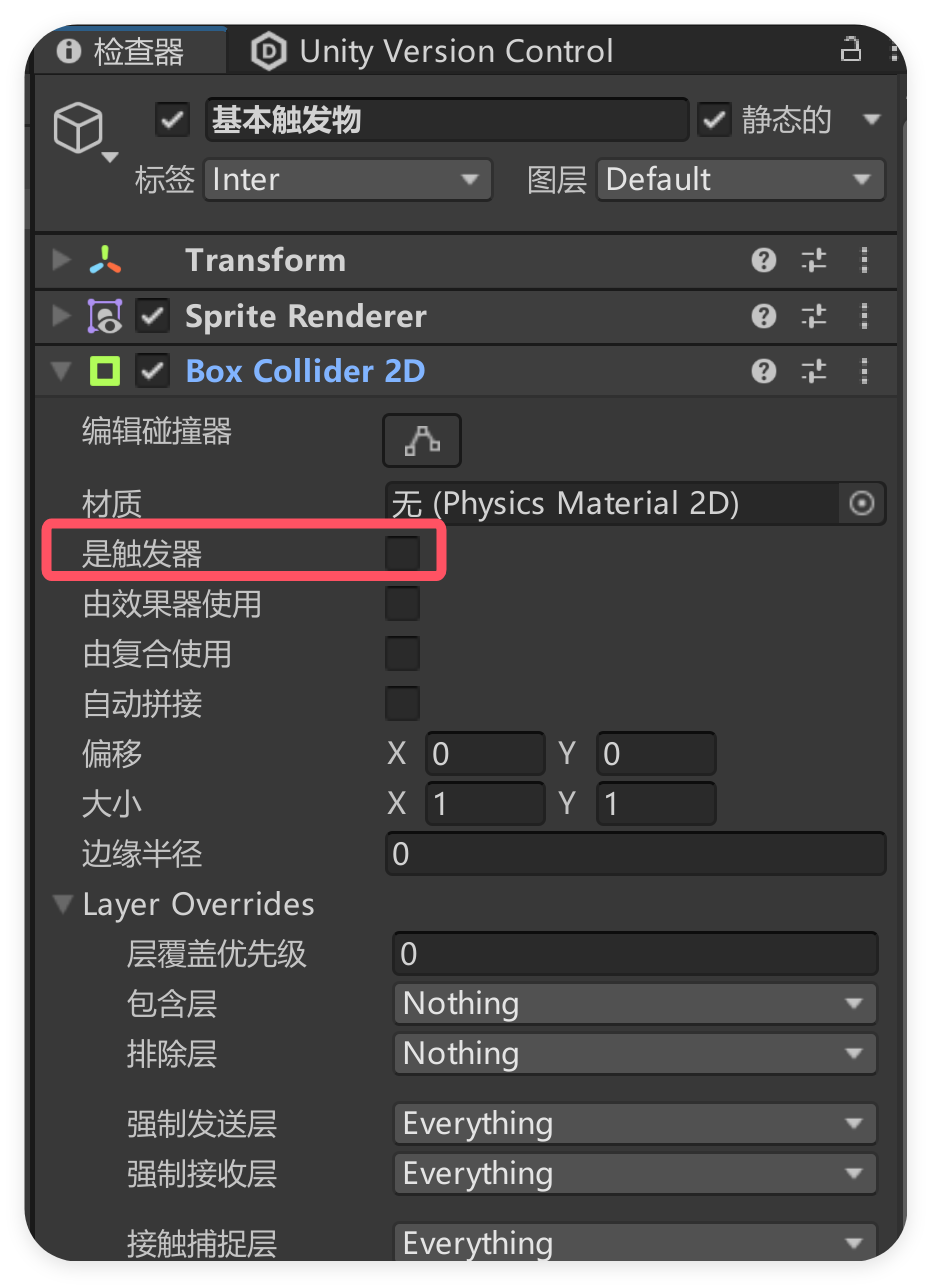 检查器 Unity Version Control
基本触发物 静态的
标签 Inter 图层 Default
Transform
Sprite Renderer
Box Collider 2D
编辑碰撞器
材质 无 (Physics Material 2D)
是触发器
由效果器使用
由复合使用
自动拼接
偏移 X 0 Y 0
大小 X 1 Y 1
边缘半径 0
Layer Overrides
层覆盖优先级 0
包含层 Nothing
排除层 Nothing
强制发送层 Everything
强制接收层 Everything
接触捕捉层 Everything